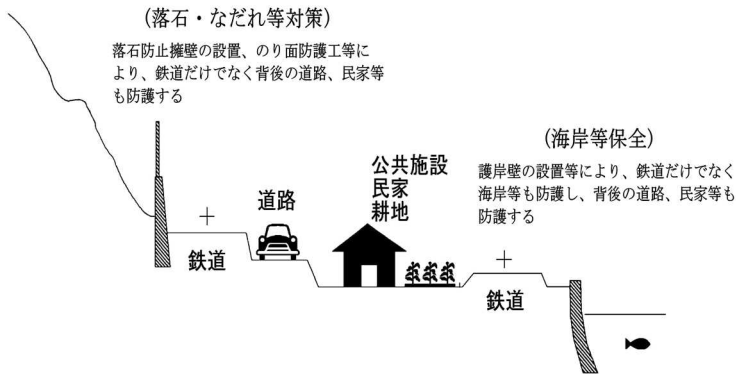 (落石・なだれ等対策)
落石防止擁壁の設置、のり面防護工等に
より、鉄道だけでなく背後の道路、民家等
も防護する
(海岸等保全)
護岸壁の設置等により、鉄道だけでなく
海岸等も防護し、背後の道路、民家等も
防護する
公共施設
民家
耕地
道路
鉄道
鉄道